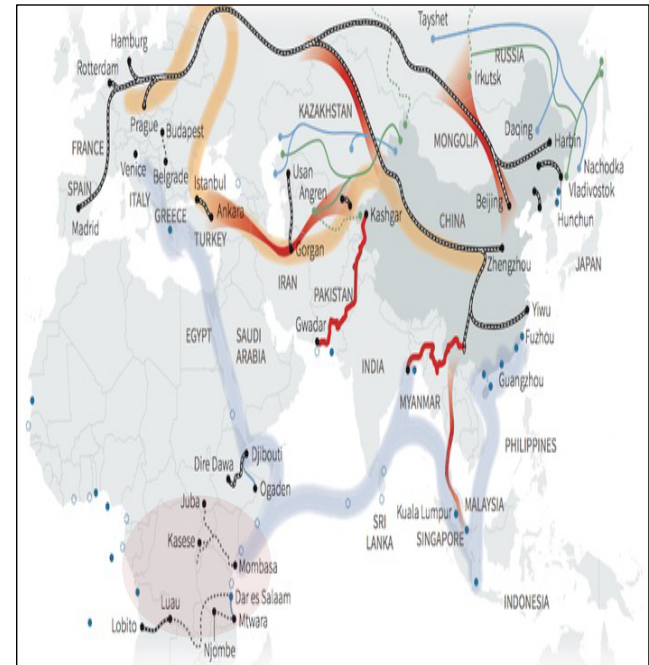 Tayshet
Hamburg
RUSSIA
Rotterdam
Irkutsk
KAZAKHSTAN
Prague
Budapest
MONGOLIA
Daqing
Harbin
FRANCE
Venice
Usan
Nachodka
Belgrade
Istanbul
Angren
Vladivostok
SPAIN
ITALY
GREECE
Ankara
Kashgar
Beijing
Madrid
TURKEY
CHINA
Hunchun
Gorgan
Zhengzhou
JAPAN
IRAN
PAKISTAN
EGYPT
SAUDI
ARABIA
Gwadar
Yiwu
INDIA
Fuzhou
MYANMAR
Guangzhou
PHILIPPINES
Djibouti
Dire Dawa
Ogaden
Juba
SRI
LANKA
Kuala Lumpur
MALAYSIA
Kasese
SINGAPORE
Mombasa
Luau
Dar es Salaam
INDONESIA
Lobito
Mtwara
Njombe